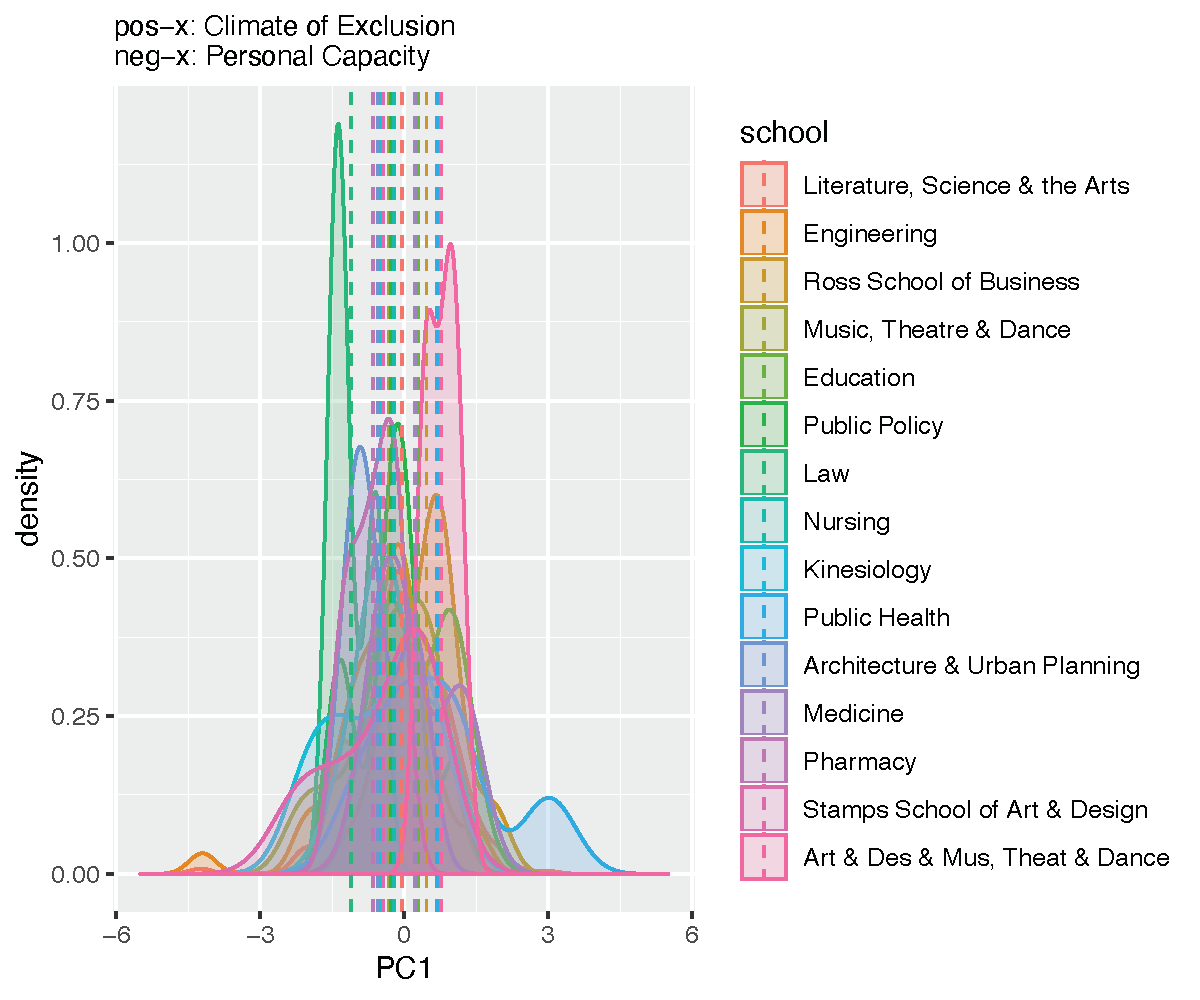 pos-x: Climate of Exclusion
neg-x: Personal Capacity
1.00
0.75
0.50
0.25
0.00
density
-6
-3
0
3
6
PC1
school
Literature, Science & the Arts
Engineering
Ross School of Business
Music, Theatre & Dance
Education
Public Policy
Law
Nursing
Kinesiology
Public Health
Architecture & Urban Planning
Medicine
Pharmacy
Stamps School of Art & Design
Art & Des & Mus, Theat & Dance